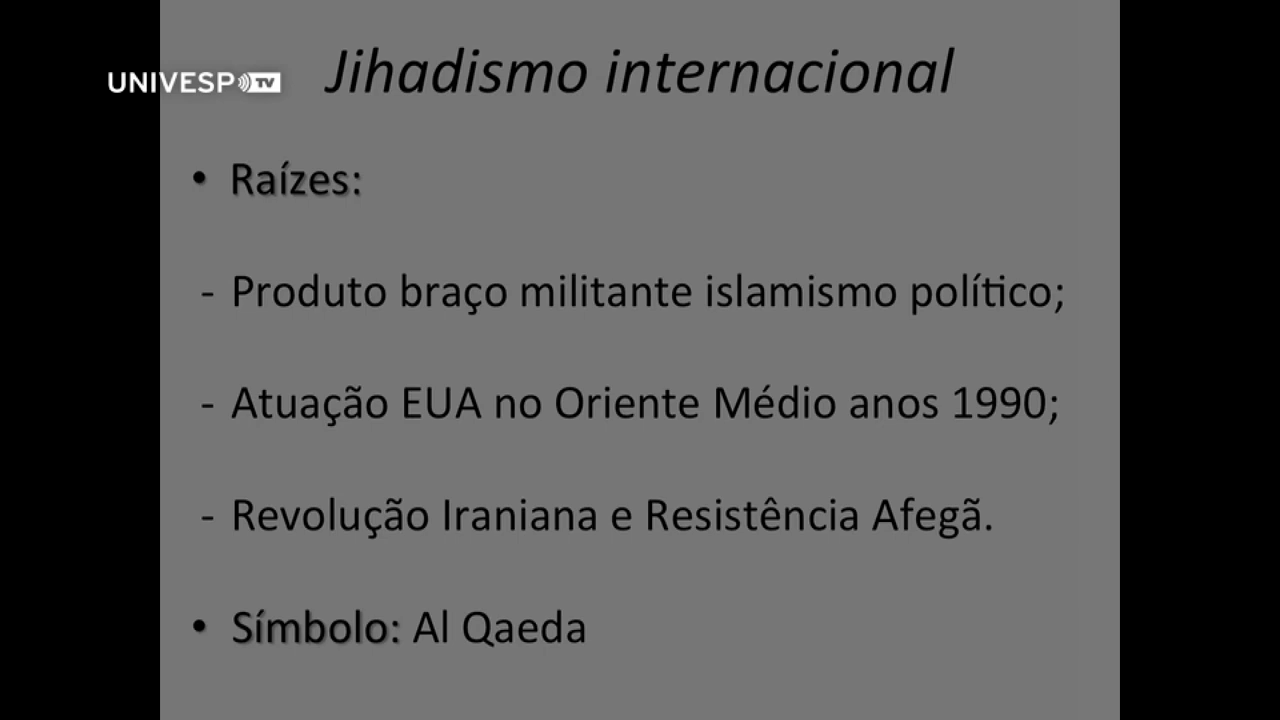 UNIVESP TV
Jihadismo internacional
• Raízes:
- Produto braço militante islamismo político;
- Atuação EUA no Oriente Médio anos 1990;
- Revolução Iraniana e Resistência Afegã.
• Símbolo: Al Qaeda